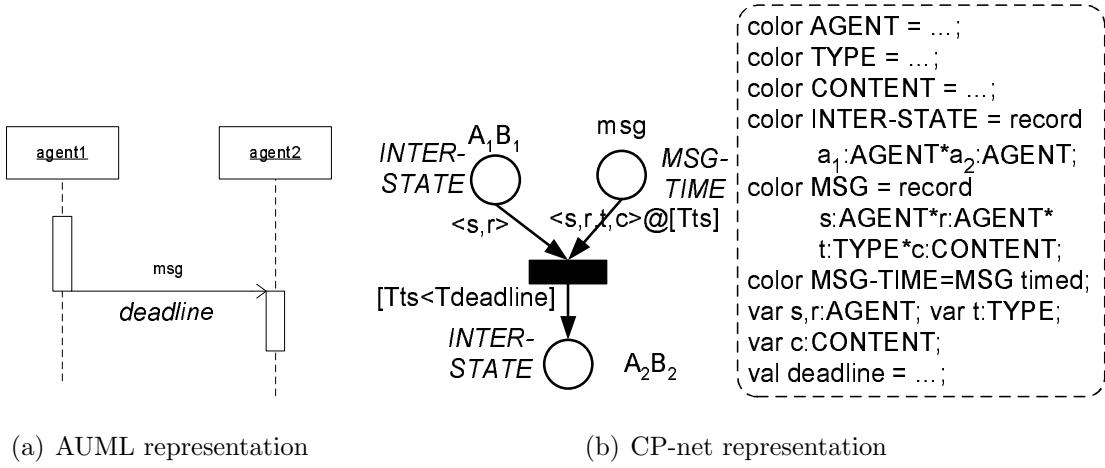 agent1
agent2
msg
deadline
(a) AUML representation
A1B1
msg
INTER-
STATE
MSG-
TIME
<s,r>
<s,r,t,c>@[Tts]
[Tts<Tdeadline]
INTER-
STATE
A2B2
(b) CP-net representation
color AGENT = ...;
color TYPE = ...;
color CONTENT = ...;
color INTER-STATE = record
a1:AGENT*a2:AGENT;
color MSG = record
s:AGENT*r:AGENT*
t:TYPE*c:CONTENT;
color MSG-TIME=MSG timed;
var s,r:AGENT; var t:TYPE;
var c:CONTENT;
val deadline = ...;